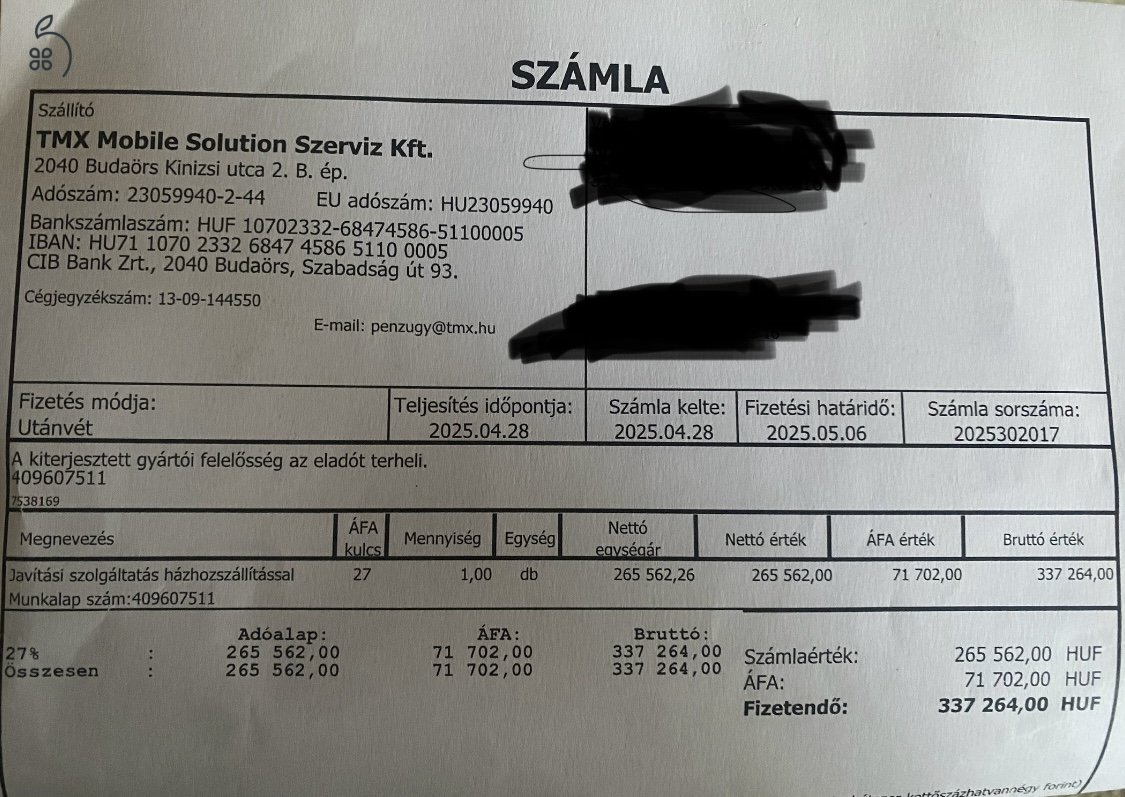 SZÁMLA
Szállító
TMX Mobile Solution Szerviz Kft.
2040 Budaörs Kinizsi utca 2. B. ép.
Adószám: 23059940-2-44 EU adószám: HU23059940
Bankszámlaszám: HUF 10702332-68474586-51100005
IBAN: HU71 1070 2332 6847 4586 5110 0005
CIB Bank Zrt., 2040 Budaörs, Szabadság út 93.
Cégjegyzékszám: 13-09-144550
E-mail: penzugy@tmx.hu
Fizetés módja: Teljesítés időpontja: Számla kelte: Fizetési határidő: Számla sorszáma:
Utánvét 2025.04.28 2025.04.28 2025.05.06 2025302017
A kiterjesztett gyártói felelősség az eladót terheli.
409607511
7538169
Megnevezés ÁFA kulcs Mennyiség Egység Nettó egységár Nettó érték ÁFA érték Bruttó érték
Javítási szolgáltatás házhozszállítással 27 1,00 db 265 562,26 265 562,00 71 702,00 337 264,00
Munkalap szám:409607511
Adóalap: ÁFA: Bruttó:
27% : 265 562,00 71 702,00 337 264,00
Összesen : 265 562,00 71 702,00 337 264,00
Számlaérték: 265 562,00 HUF
ÁFA: 71 702,00 HUF
Fizetendő: 337 264,00 HUF
kettőszázhatvannégy forint)